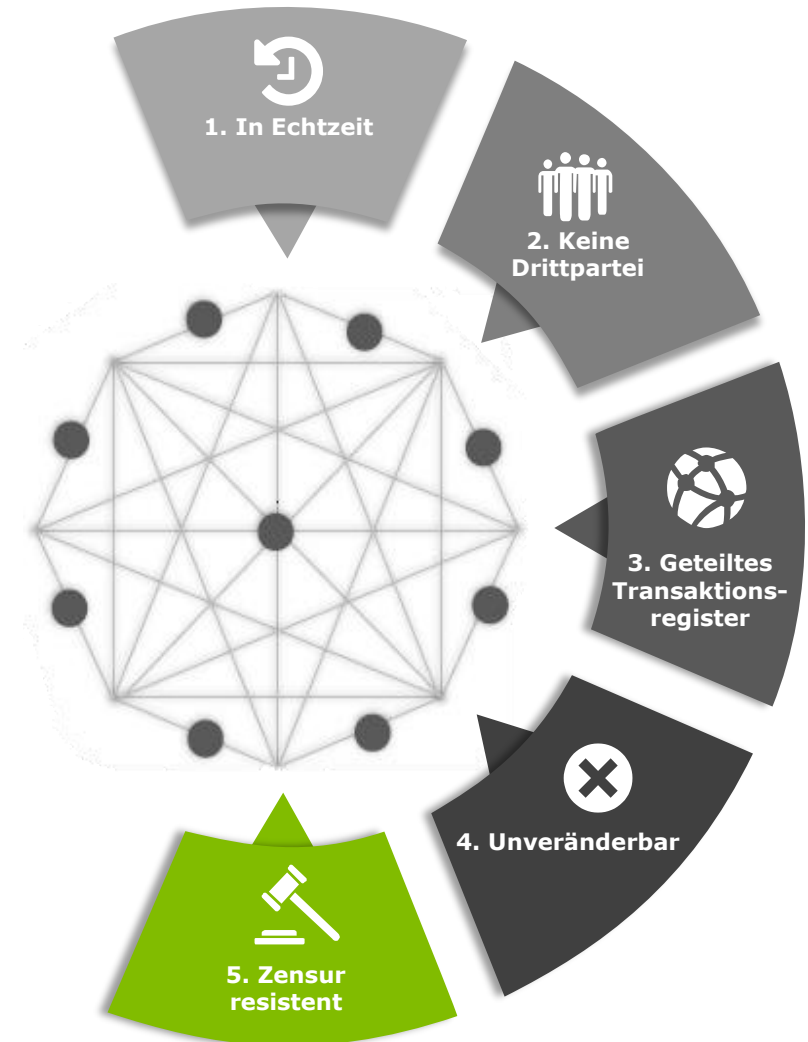 1. In Echtzeit
2. Keine
Drittpartei
3. Geteiltes
Transaktions-
register
4. Unveränderbar
5. Zensur
resistent